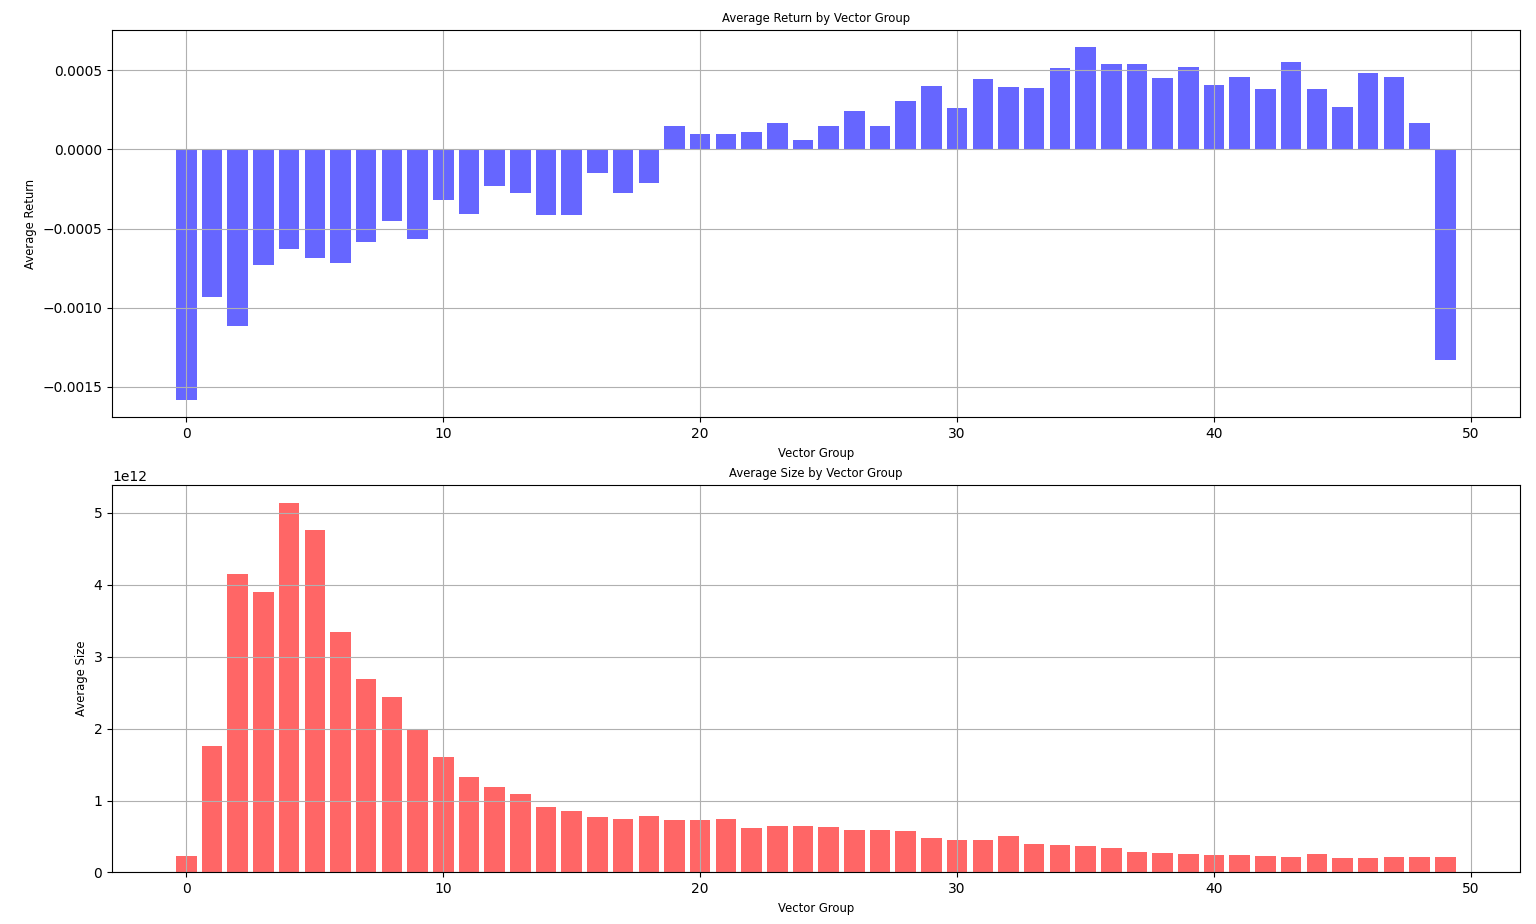 Average Return by Vector Group
0.0005
0.0000
−0.0005
−0.0010
−0.0015
Average Return
0 10 20 30 40 50
Vector Group
Average Size by Vector Group
1e12
5
4
3
2
1
0
Average Size
0 10 20 30 40 50
Vector Group